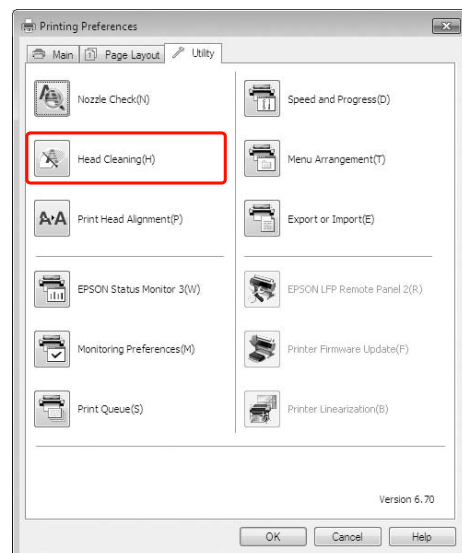 Printing Preferences
Main
Page Layout
Utility
Nozzle Check(N)
Speed and Progress(D)
Head Cleaning(H)
Menu Arrangement(T)
A·A
Print Head Alignment(P)
Export or Import(E)
EPSON Status Monitor 3(W)
EPSON LFP Remote Panel 2(R)
Monitoring Preferences(M)
Printer Firmware Update(F)
Print Queue(S)
Printer Linearization(B)
Version 6.70
OK
Cancel
Help